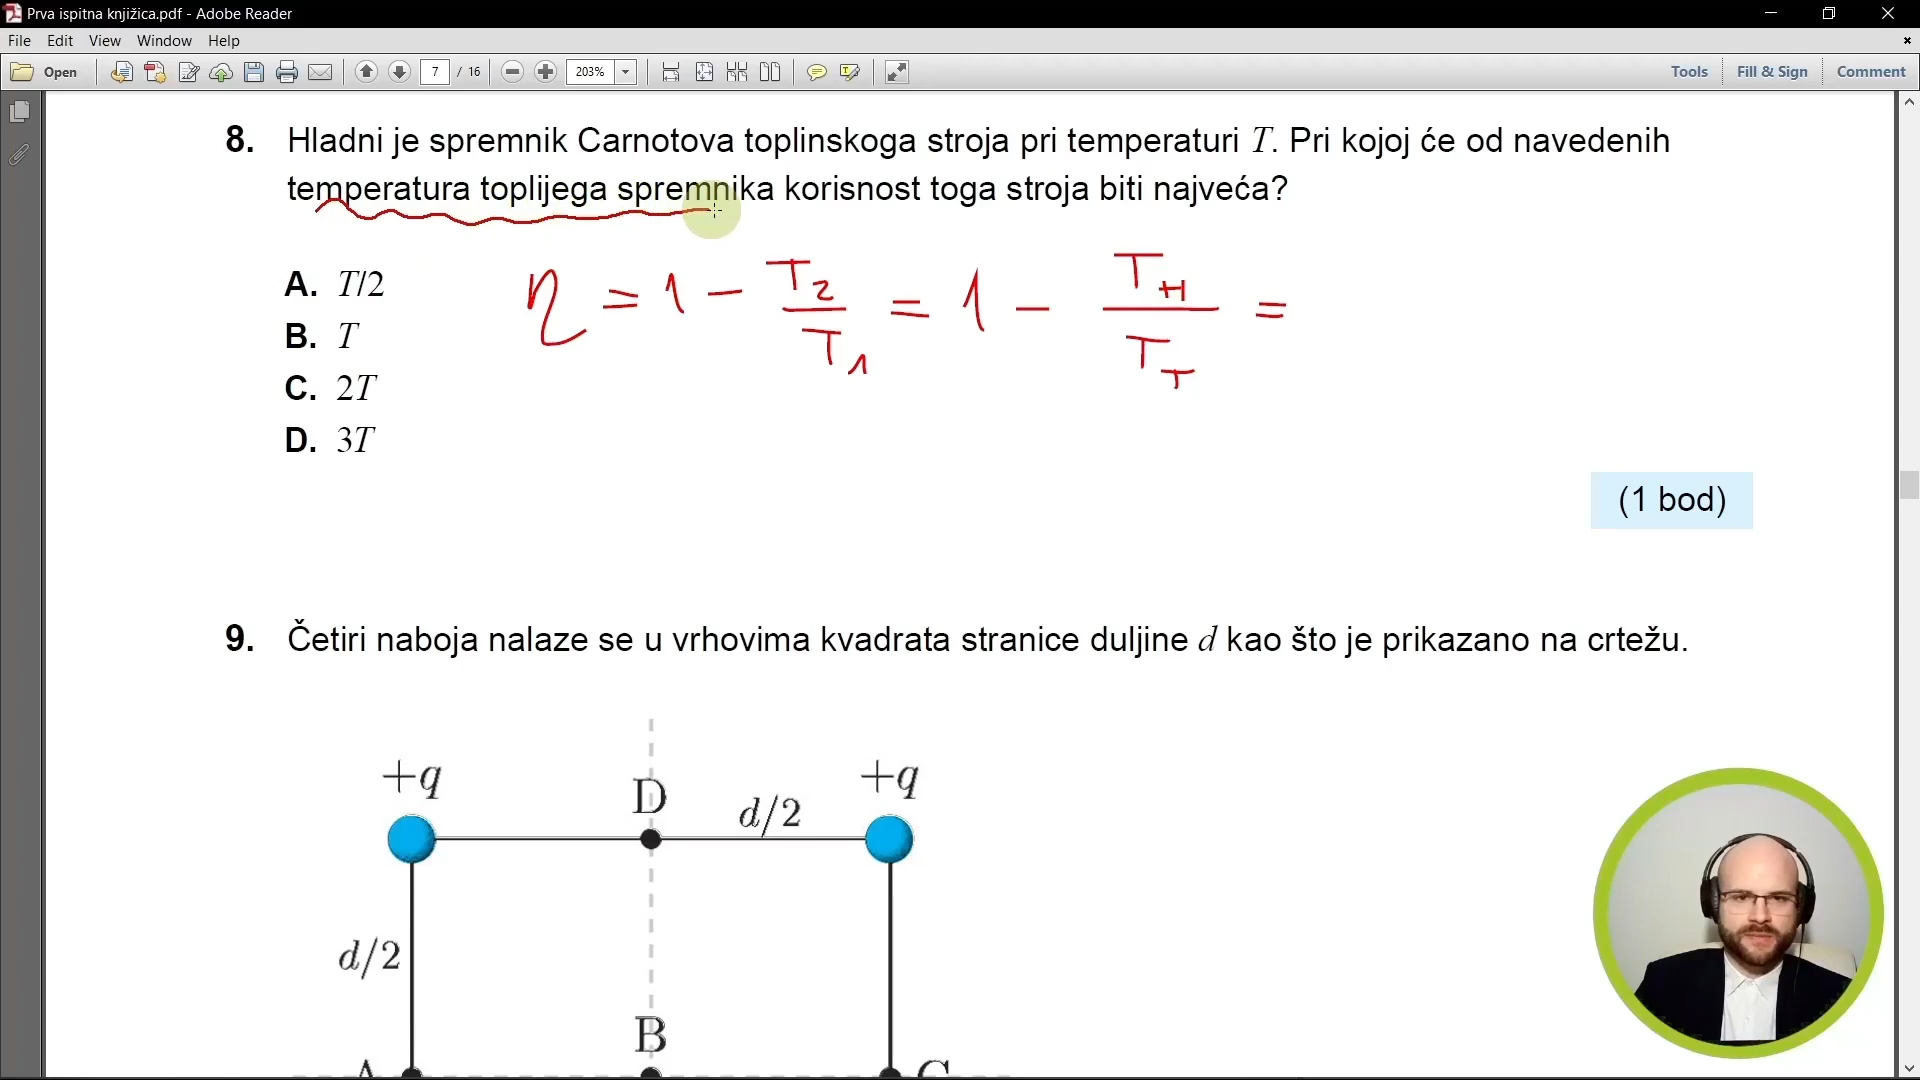 Prva ispitna knjižica.pdf - Adobe Reader
File Edit View Window Help
Open 7 / 16 203% Tools Fill & Sign Comment
8. Hladni je spremnik Carnotova toplinskoga stroja pri temperaturi T. Pri kojoj će od navedenih
temperatura toplijega spremnika korisnost toga stroja biti najveća?
A. T/2
B. T
C. 2T
D. 3T
η = 1 - T2/T1 = 1 - TH/TT =
(1 bod)
9. Četiri naboja nalaze se u vrhovima kvadrata stranice duljine d kao što je prikazano na crtežu.
+q D d/2 +q
d/2
B
A C